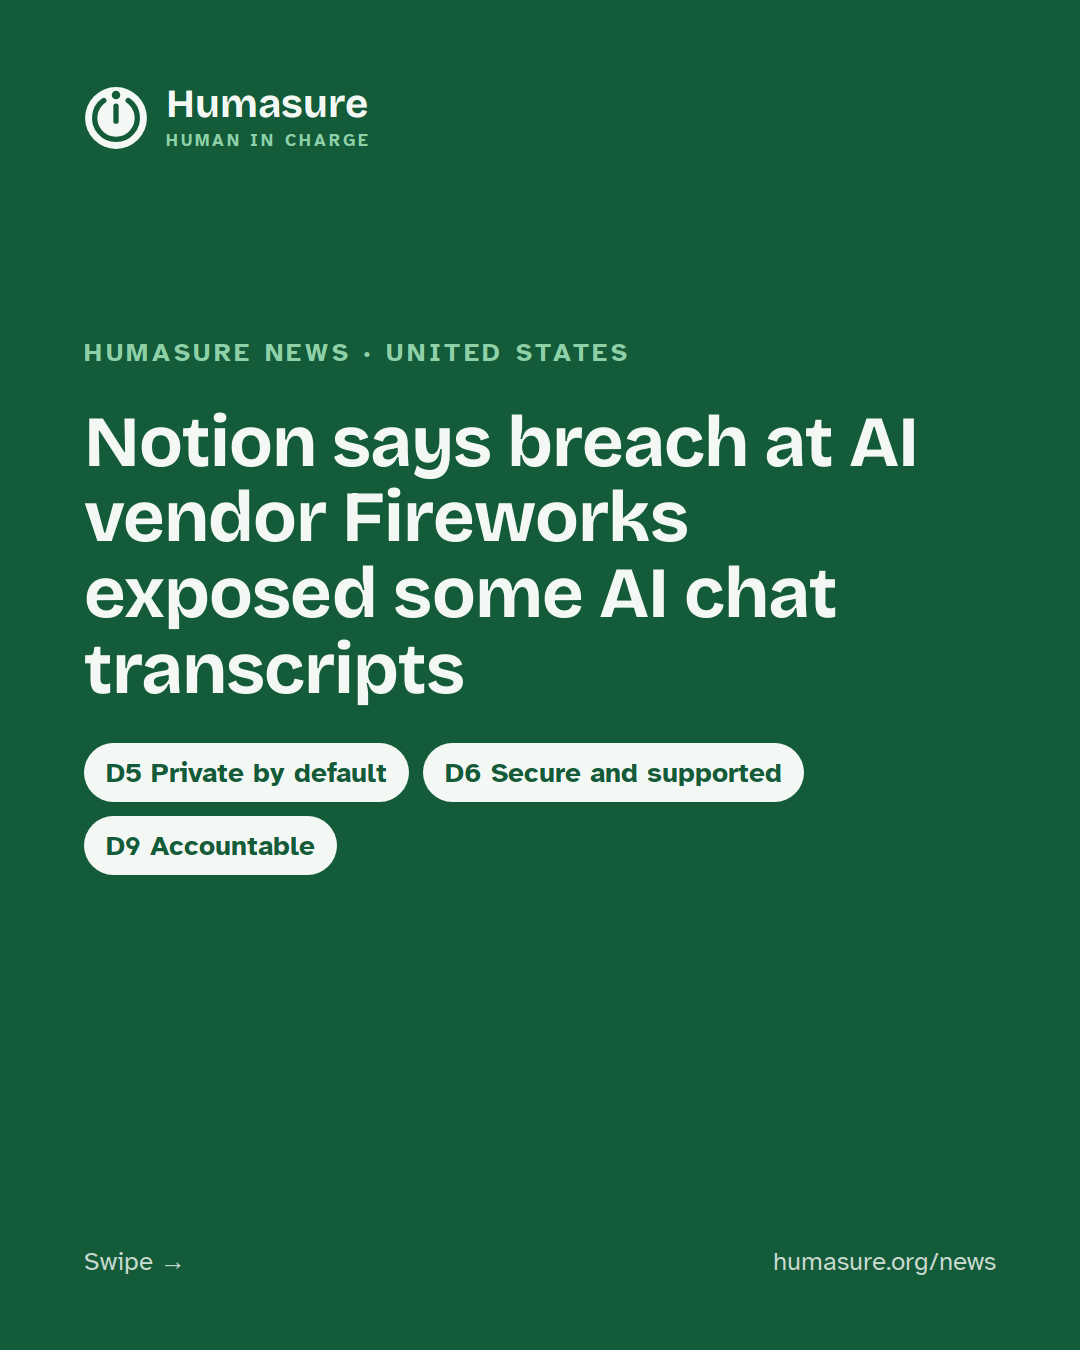 Humasure
HUMAN IN CHARGE
HUMASURE NEWS · UNITED STATES
Notion says breach at AI
vendor Fireworks
exposed some AI chat
transcripts
D5 Private by default
D6 Secure and supported
D9 Accountable
Swipe →
humasure.org/news